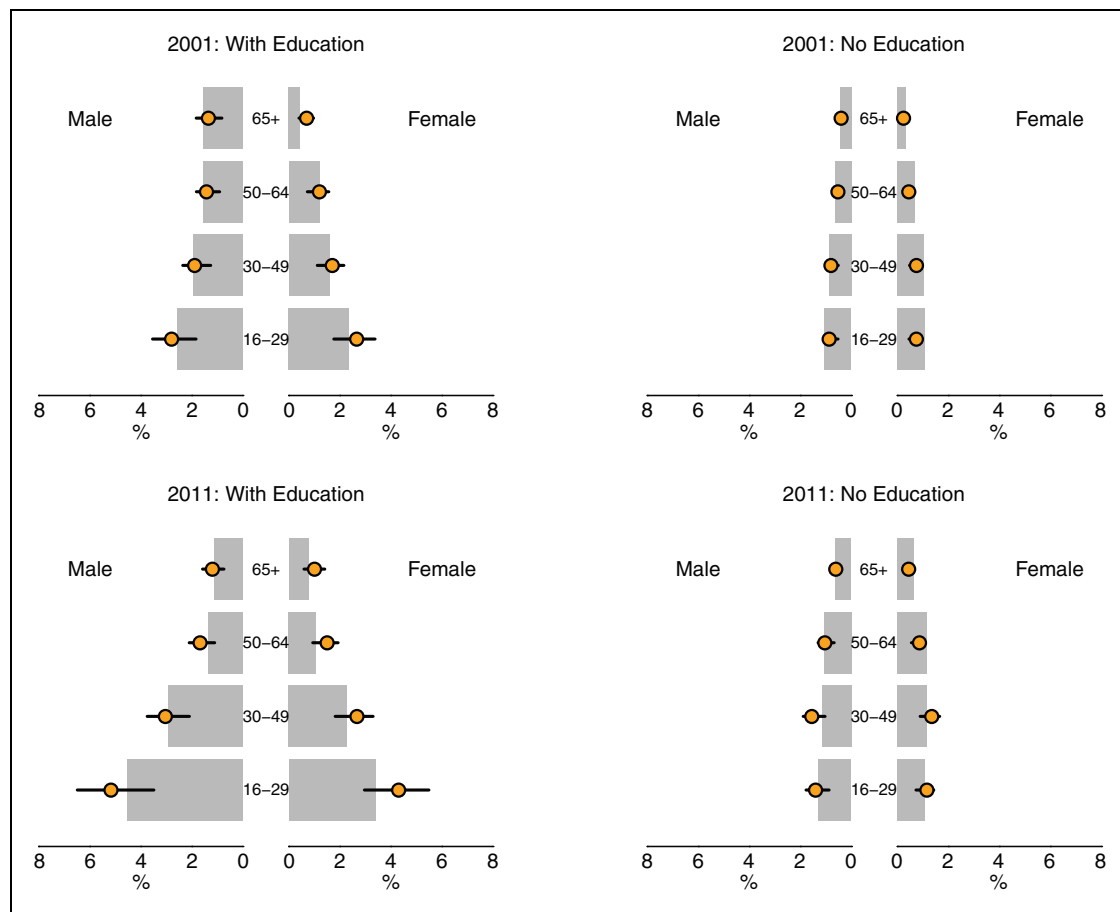 2001: With Education
Male 65+ Female
50−64
30−49
16−29
8 6 4 2 0 0 2 4 6 8
% %
2001: No Education
Male 65+ Female
50−64
30−49
16−29
8 6 4 2 0 0 2 4 6 8
% %
2011: With Education
Male 65+ Female
50−64
30−49
16−29
8 6 4 2 0 0 2 4 6 8
% %
2011: No Education
Male 65+ Female
50−64
30−49
16−29
8 6 4 2 0 0 2 4 6 8
% %